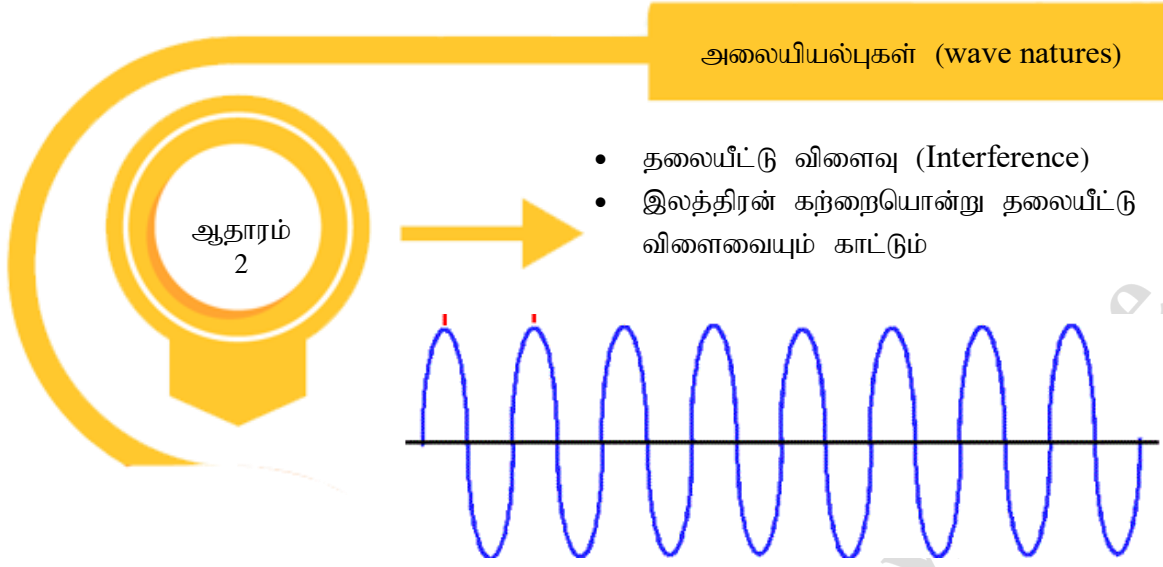 அலையியல்புகள் (wave natures)
• தலையீட்டு விளைவு (Interference)
• இலத்திரன் கற்றையொன்று தலையீட்டு
விளைவையும் காட்டும்
ஆதாரம்
2